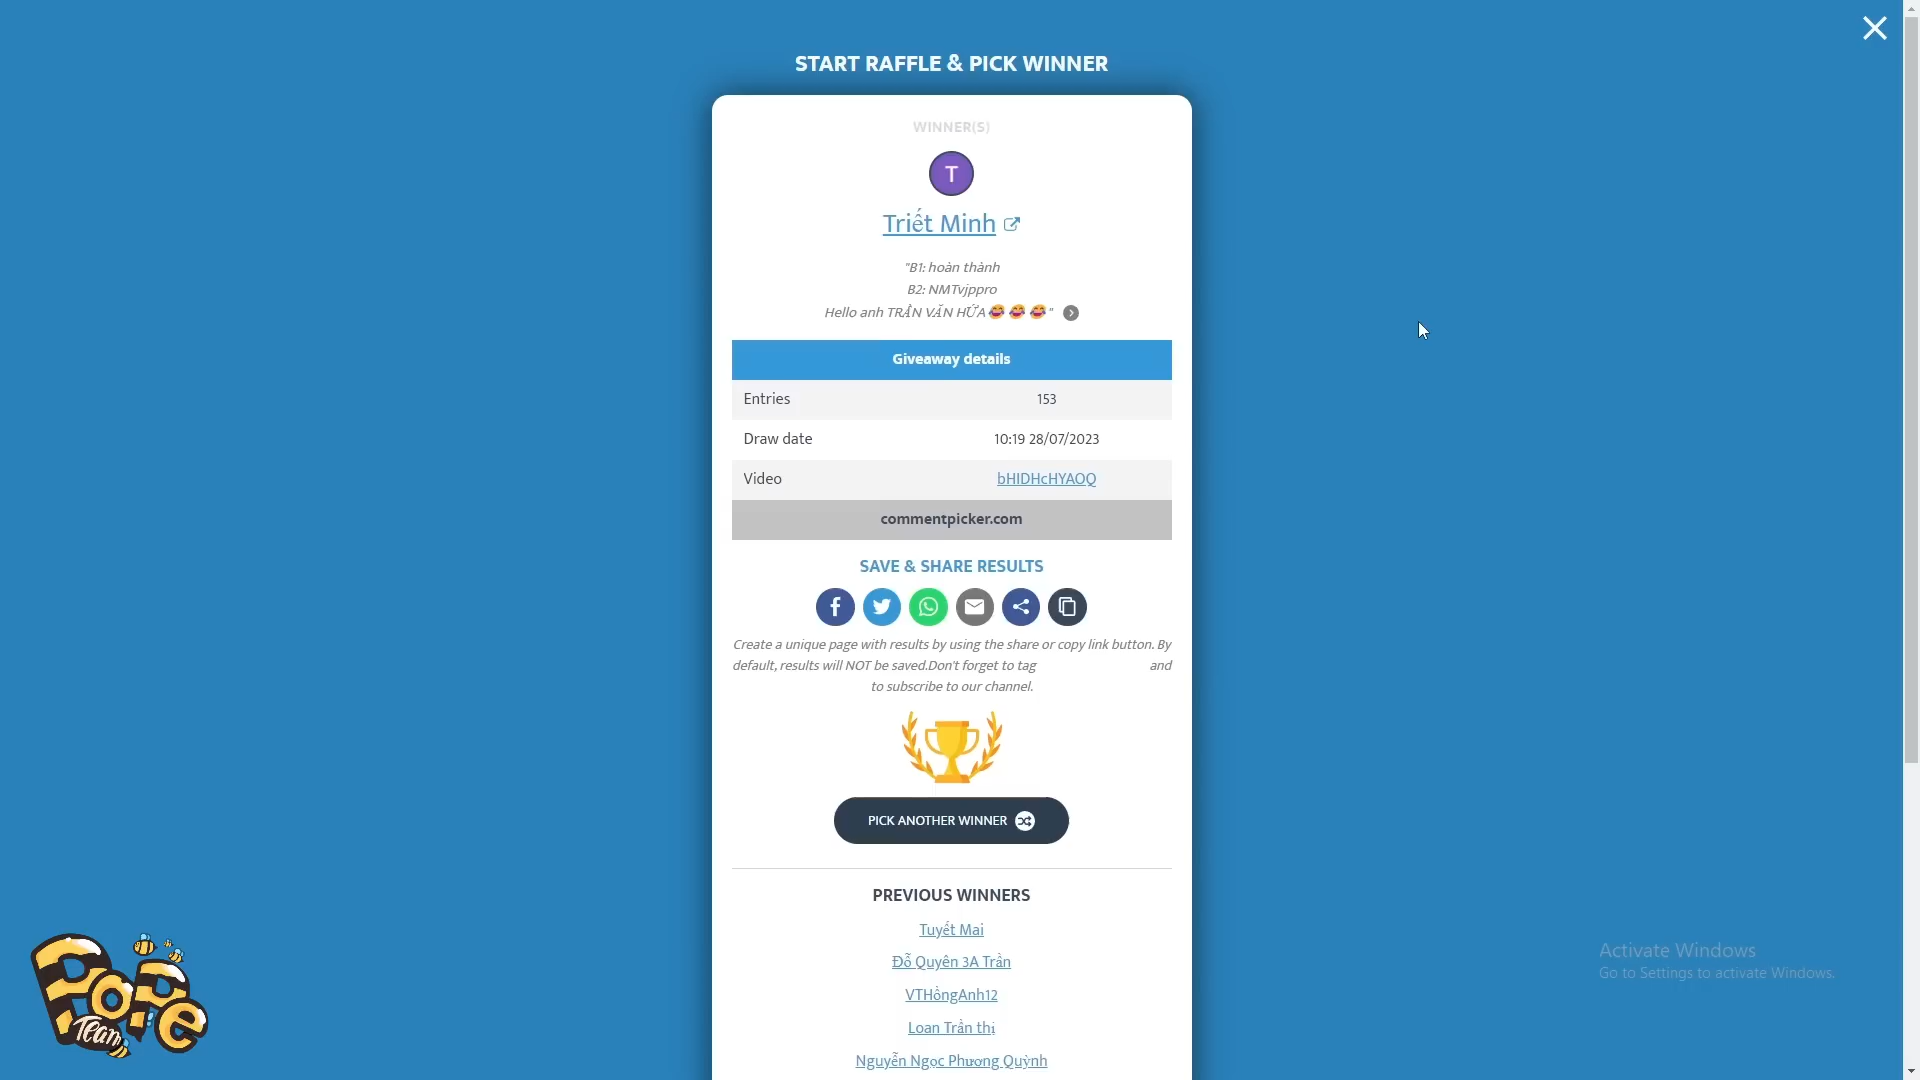 START RAFFLE & PICK WINNER
WINNER(S)
T
Triết Minh
"B1: hoàn thành
B2: NMTvjppro
Hello anh TRẦN VĂN HỨA😂 😂 😂 "
Giveaway details
Entries 153
Draw date 10:19 28/07/2023
Video bHIDHcHYAOQ
commentpicker.com
SAVE & SHARE RESULTS
Create a unique page with results by using the share or copy link button. By
default, results will NOT be saved.Don't forget to tag and
to subscribe to our channel.
PICK ANOTHER WINNER
PREVIOUS WINNERS
Tuyết Mai
Đỗ Quyên 3A Trần
VTHồngAnh12
Loan Trần thị
Nguyễn Ngọc Phương Quỳnh
PoPe
Team
Activate Windows
Go to Settings to activate Windows.